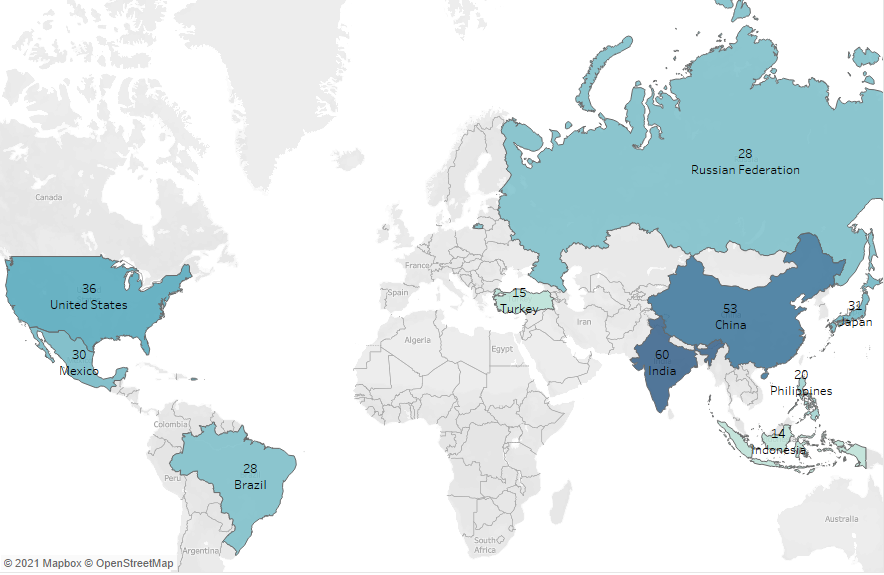 Canada
36
United States
30
Mexico
Colombia
Peru
28
Brazil
Argentina
28
Russian Federation
France
Spain
15
Turkey
Algeria
Egypt
Iran
53
China
31
Japan
60
India
20
Philippines
14
Indonesia
South
Africa
Australia
© 2021 Mapbox © OpenStreetMap